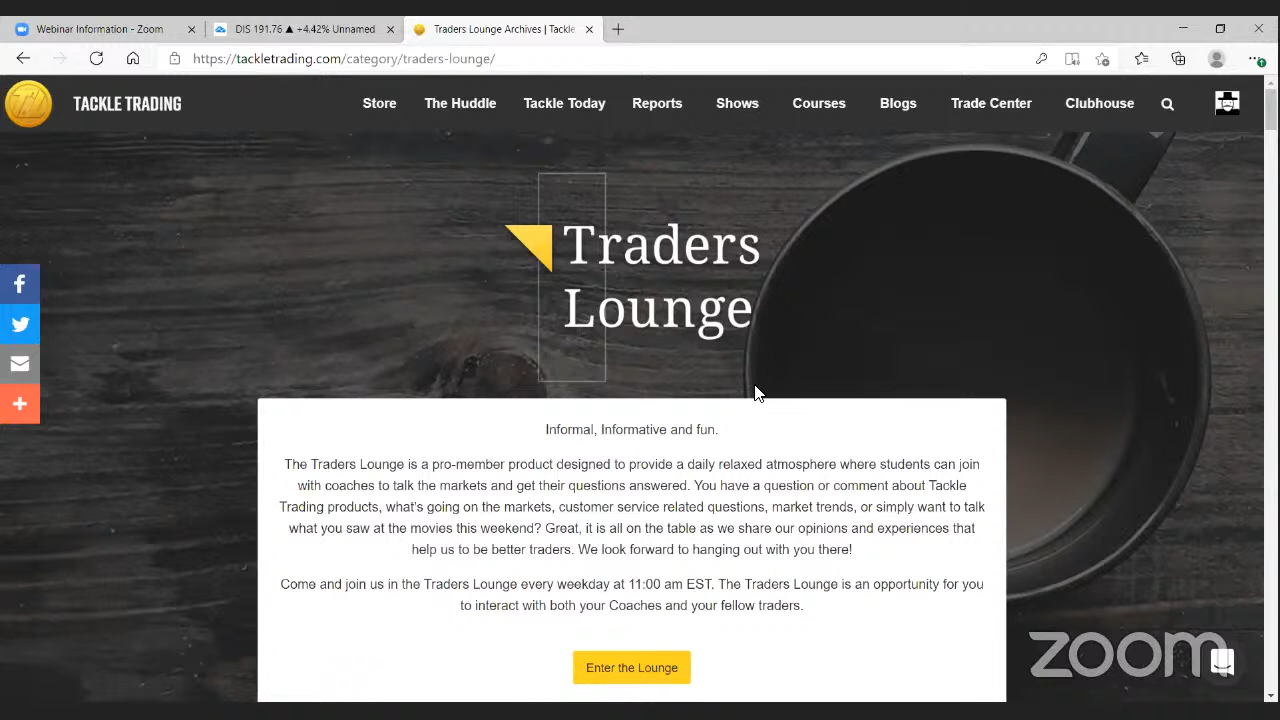 Webinar Information - Zoom
DIS 191.76 ▲ +4.42% Unnamed
Traders Lounge Archives | Tackle
https://tackletrading.com/category/traders-lounge/
TACKLE TRADING
Store
The Huddle
Tackle Today
Reports
Shows
Courses
Blogs
Trade Center
Clubhouse
Traders
Lounge
Informal, Informative and fun.
The Traders Lounge is a pro-member product designed to provide a daily relaxed atmosphere where students can join
with coaches to talk the markets and get their questions answered. You have a question or comment about Tackle
Trading products, what's going on the markets, customer service related questions, market trends, or simply want to talk
what you saw at the movies this weekend? Great, it is all on the table as we share our opinions and experiences that
help us to be better traders. We look forward to hanging out with you there!
Come and join us in the Traders Lounge every weekday at 11:00 am EST. The Traders Lounge is an opportunity for you
to interact with both your Coaches and your fellow traders.
Enter the Lounge
zoom